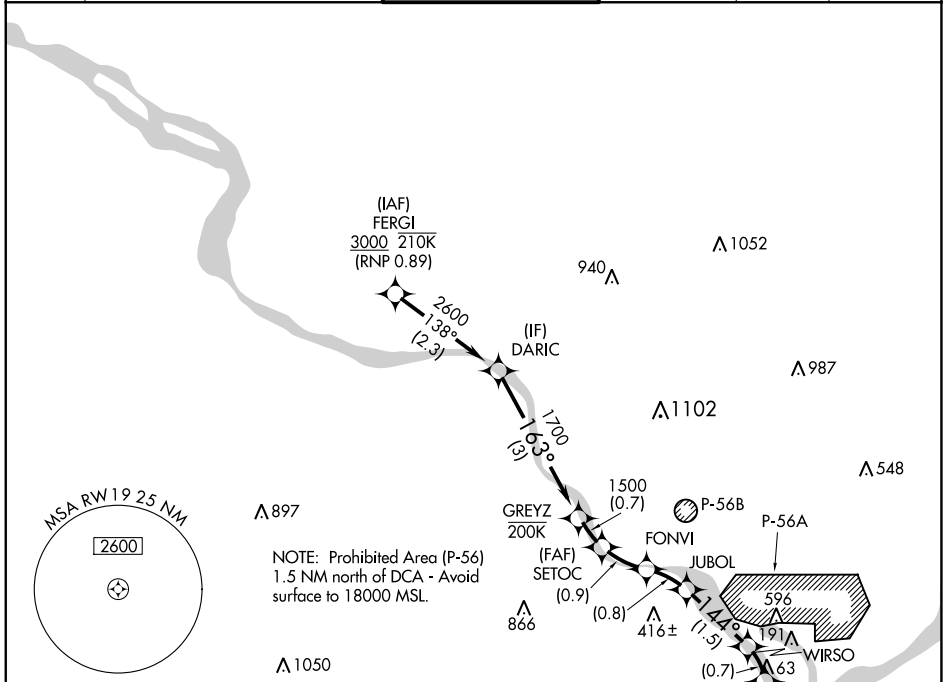 (IAF)
FERGI
3000 210K
(RNP 0.89)
1052
940
2600
138°
(2.3)
(IF)
DARIC
987
1102
1700
163°
(3)
548
MSA RW19 25 NM
2600
897
1500
(0.7)
GREYZ
200K
P-56B
P-56A
NOTE: Prohibited Area (P-56)
1.5 NM north of DCA - Avoid
surface to 18000 MSL.
(FAF)
SETOC
FONVI
JUBOL
(0.9)
(0.8)
866
416±
144°
(1.5)
596
191
WIRSO
1050
(0.7)
63